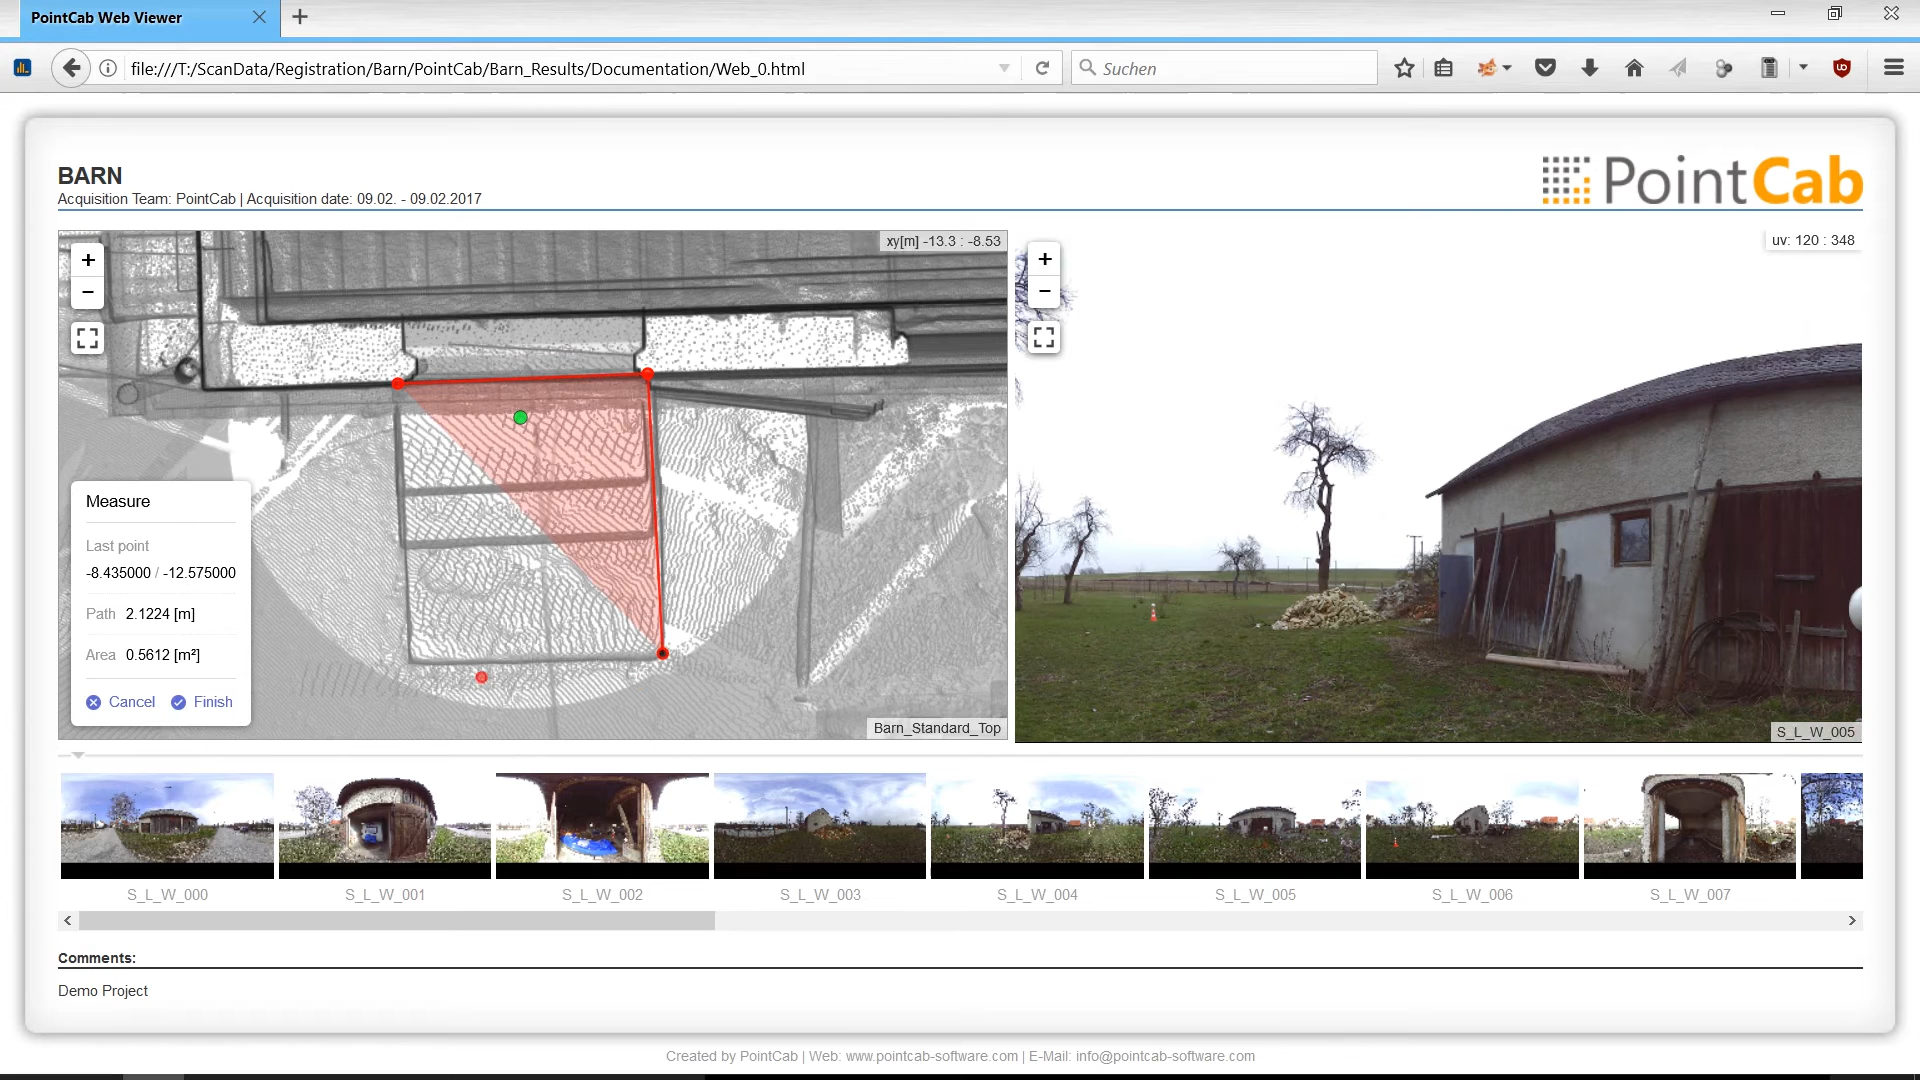 PointCab Web Viewer
file:///T:/ScanData/Registration/Barn/PointCab/Barn_Results/Documentation/Web_0.html
Suchen
BARN
Acquisition Team: PointCab | Acquisition date: 09.02. - 09.02.2017
PointCab
+
−
xy[m] -13.3 : -8.53
Measure
Last point
-8.435000 / -12.575000
Path 2.1224 [m]
Area 0.5612 [m²]
Cancel Finish
Barn_Standard_Top
+
−
uv: 120 : 348
S_L_W_005
S_L_W_000
S_L_W_001
S_L_W_002
S_L_W_003
S_L_W_004
S_L_W_005
S_L_W_006
S_L_W_007
Comments:
Demo Project
Created by PointCab | Web: www.pointcab-software.com | E-Mail: info@pointcab-software.com